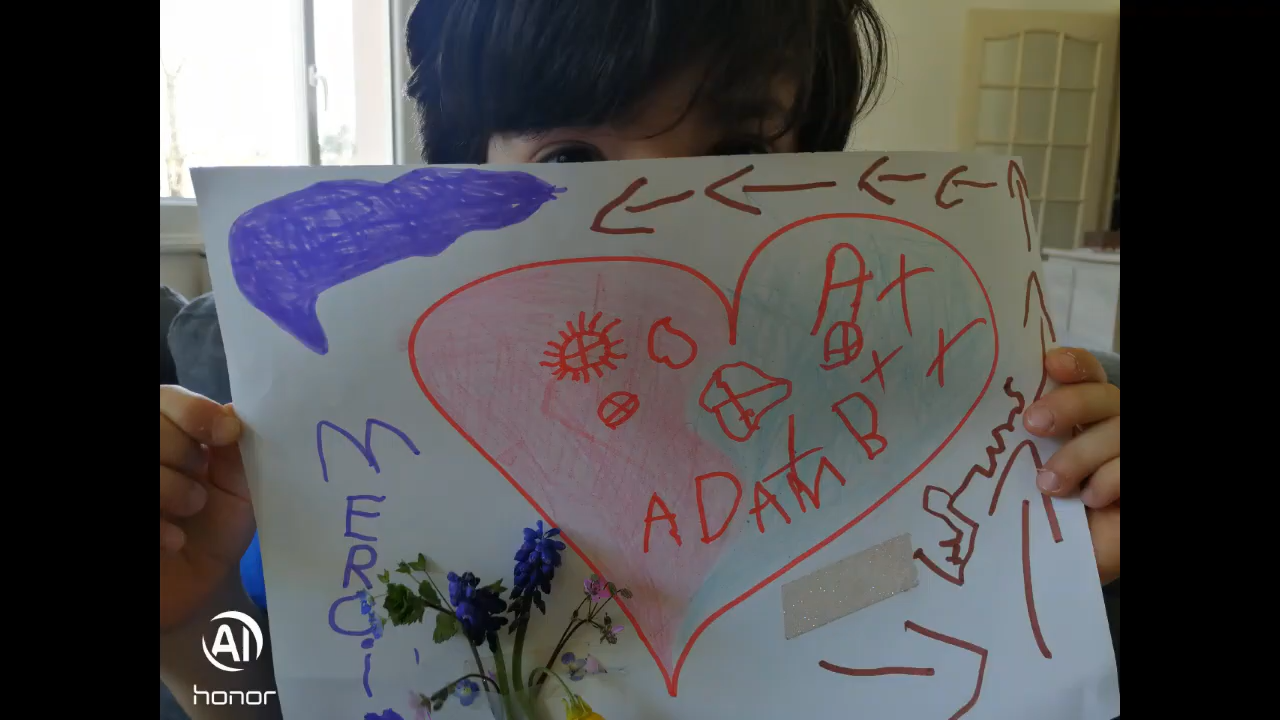 A + +
+ B
ADAM
MERCI
AI
honor